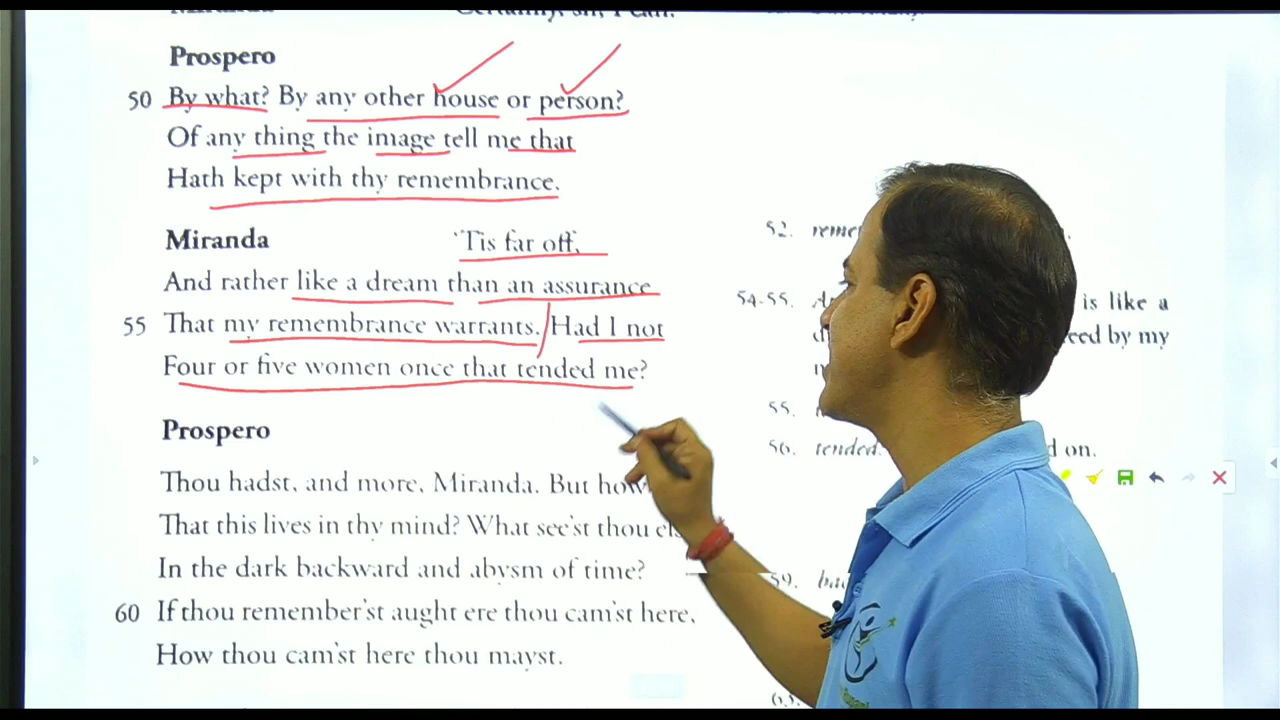 Prospero
50 By what? By any other house or person?
Of any thing the image tell me that
Hath kept with thy remembrance.
Miranda 'Tis far off,
And rather like a dream than an assurance
55 That my remembrance warrants. Had I not
Four or five women once that tended me?
Prospero
Thou hadst, and more, Miranda. But how
That this lives in thy mind? What see'st thou
In the dark backward and abysm of time?
60 If thou remember'st aught ere thou cam'st here,
How thou cam'st here thou mayst.
52.
54-55. is like a
by my
55.
56. tended. on.
59.